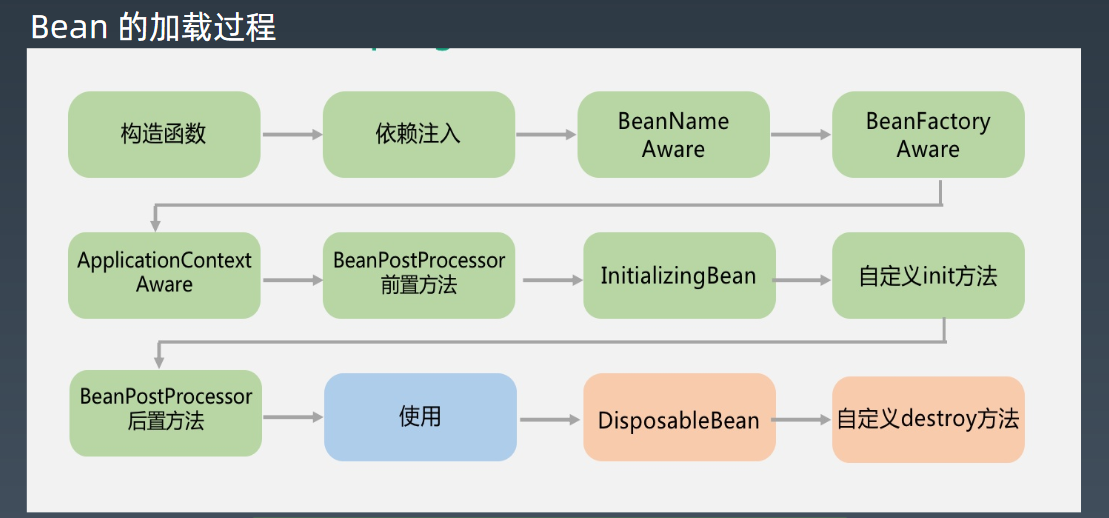 Bean 的加载过程
构造函数
依赖注入
BeanName
Aware
BeanFactory
Aware
ApplicationContext
Aware
BeanPostProcessor
前置方法
InitializingBean
自定义init方法
BeanPostProcessor
后置方法
使用
DisposableBean
自定义destroy方法